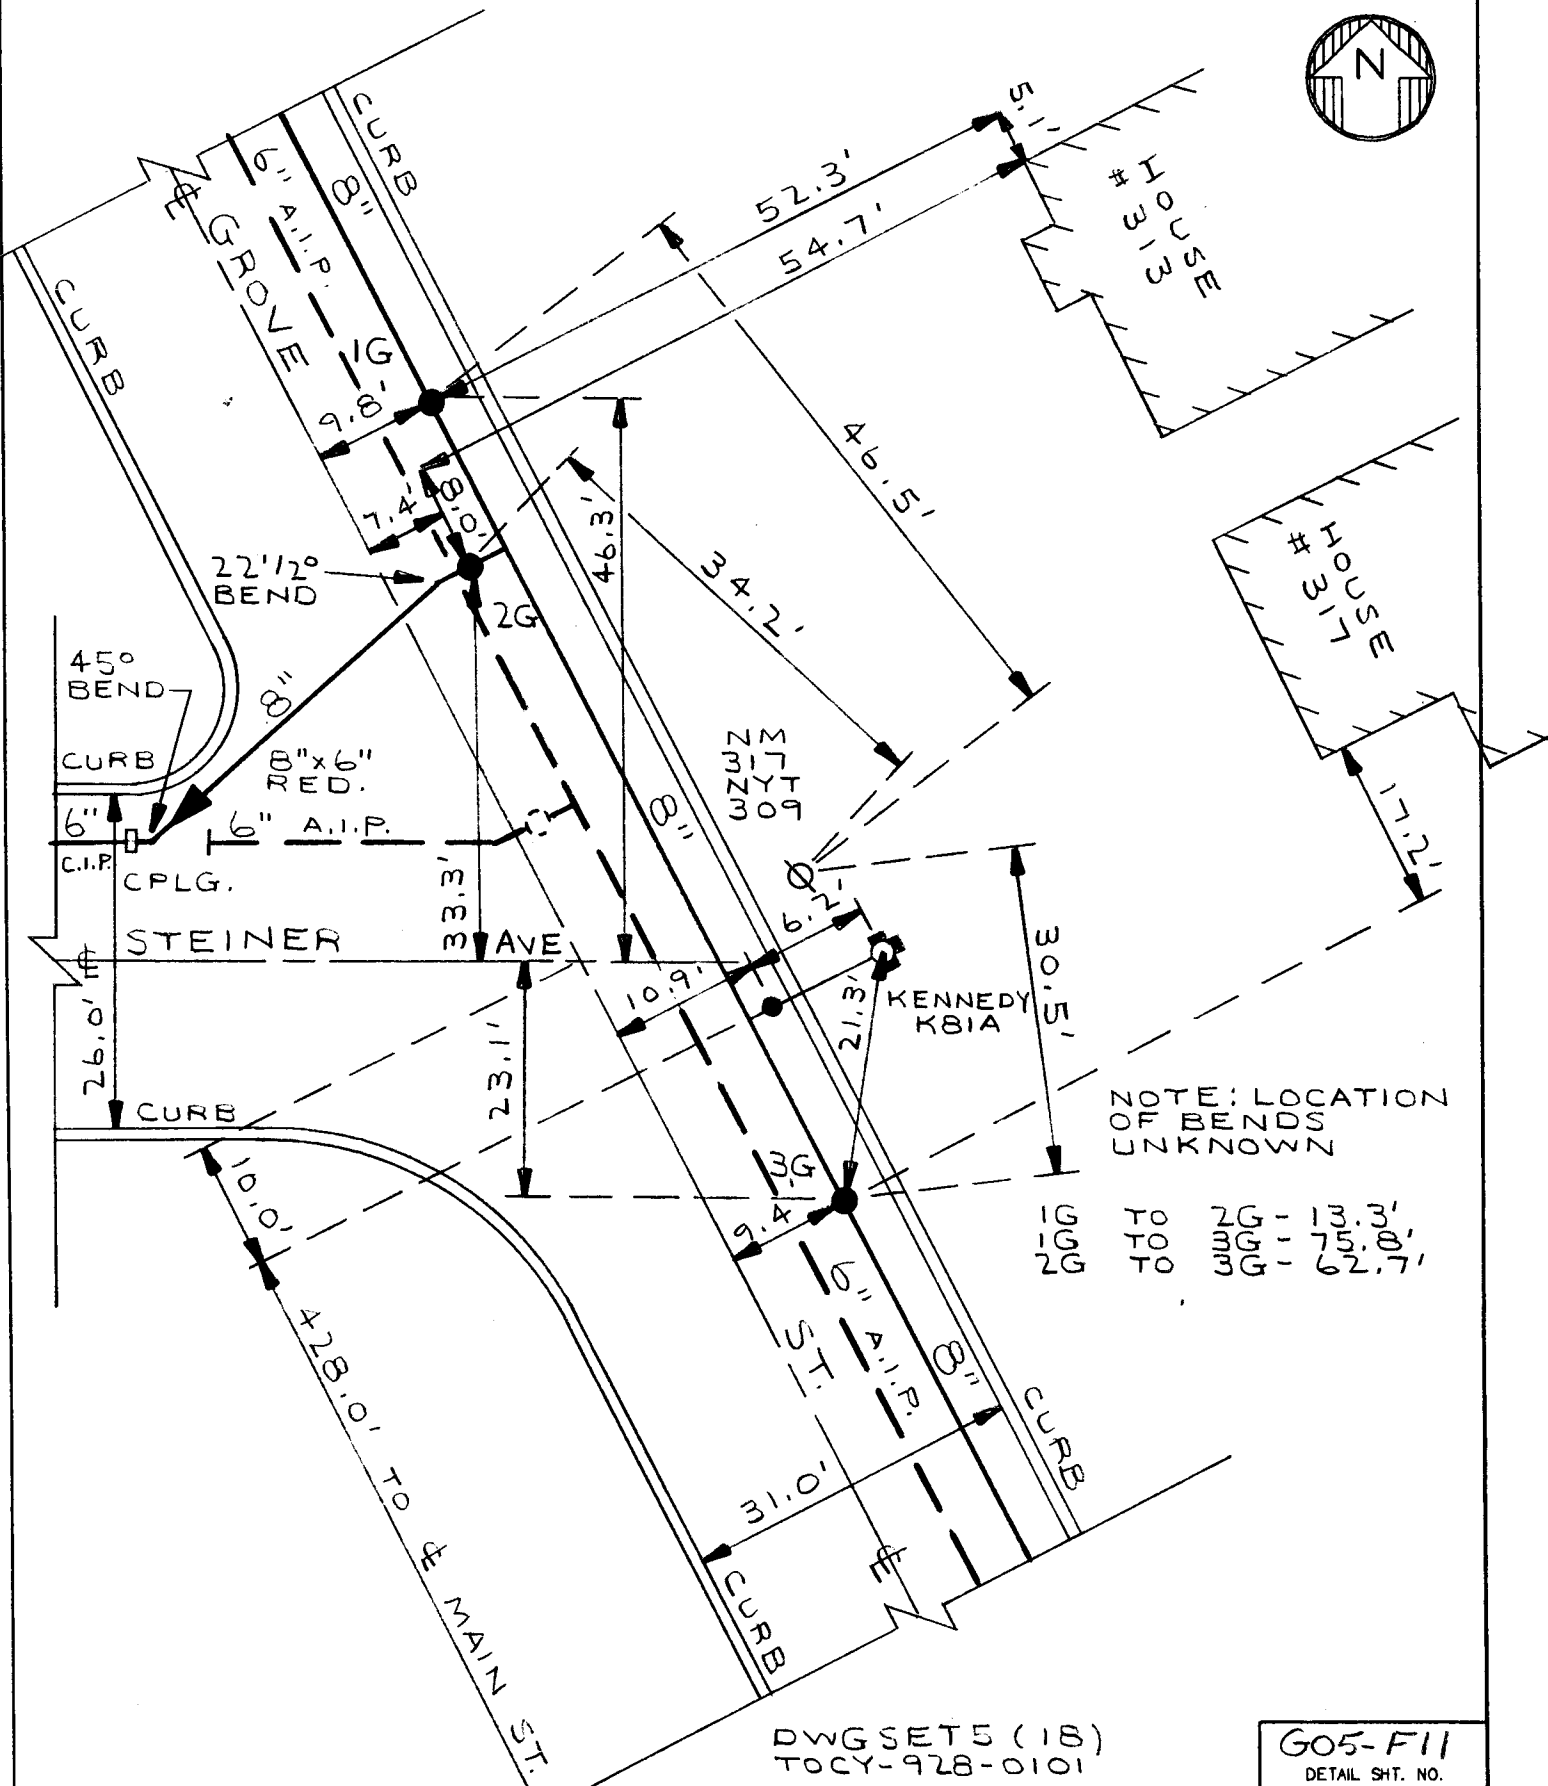 N
CURB
5.1'
6" A.I.P.
8"
℄
GROVE
52.3'
54.7'
HOUSE
# 313
CURB
1G
9.8'
46.5'
7.4'
8.0'
46.3'
22 1/2°
BEND
34.2'
HOUSE
# 317
2G
45°
BEND
8"
CURB
8"x6"
RED.
NM
317
NYT
309
8"
6"
C.I.P.
6" A.I.P.
CPLG.
17.2'
33.3'
6.2'
STEINER AVE
℄
30.5'
10.9'
21.3'
KENNEDY
K81A
26.0'
23.1'
CURB
NOTE: LOCATION
OF BENDS
UNKNOWN
10.0'
3G
9.4'
1G TO 2G - 13.3'
1G TO 3G - 75.8'
2G TO 3G - 62.7'
6" A.I.P.
8"
ST.
428.0' TO ℄ MAIN ST.
CURB
31.0'
℄
CURB
DWGSET5 (18)
TOCY-928-0101
G05-F11
DETAIL SHT. NO.